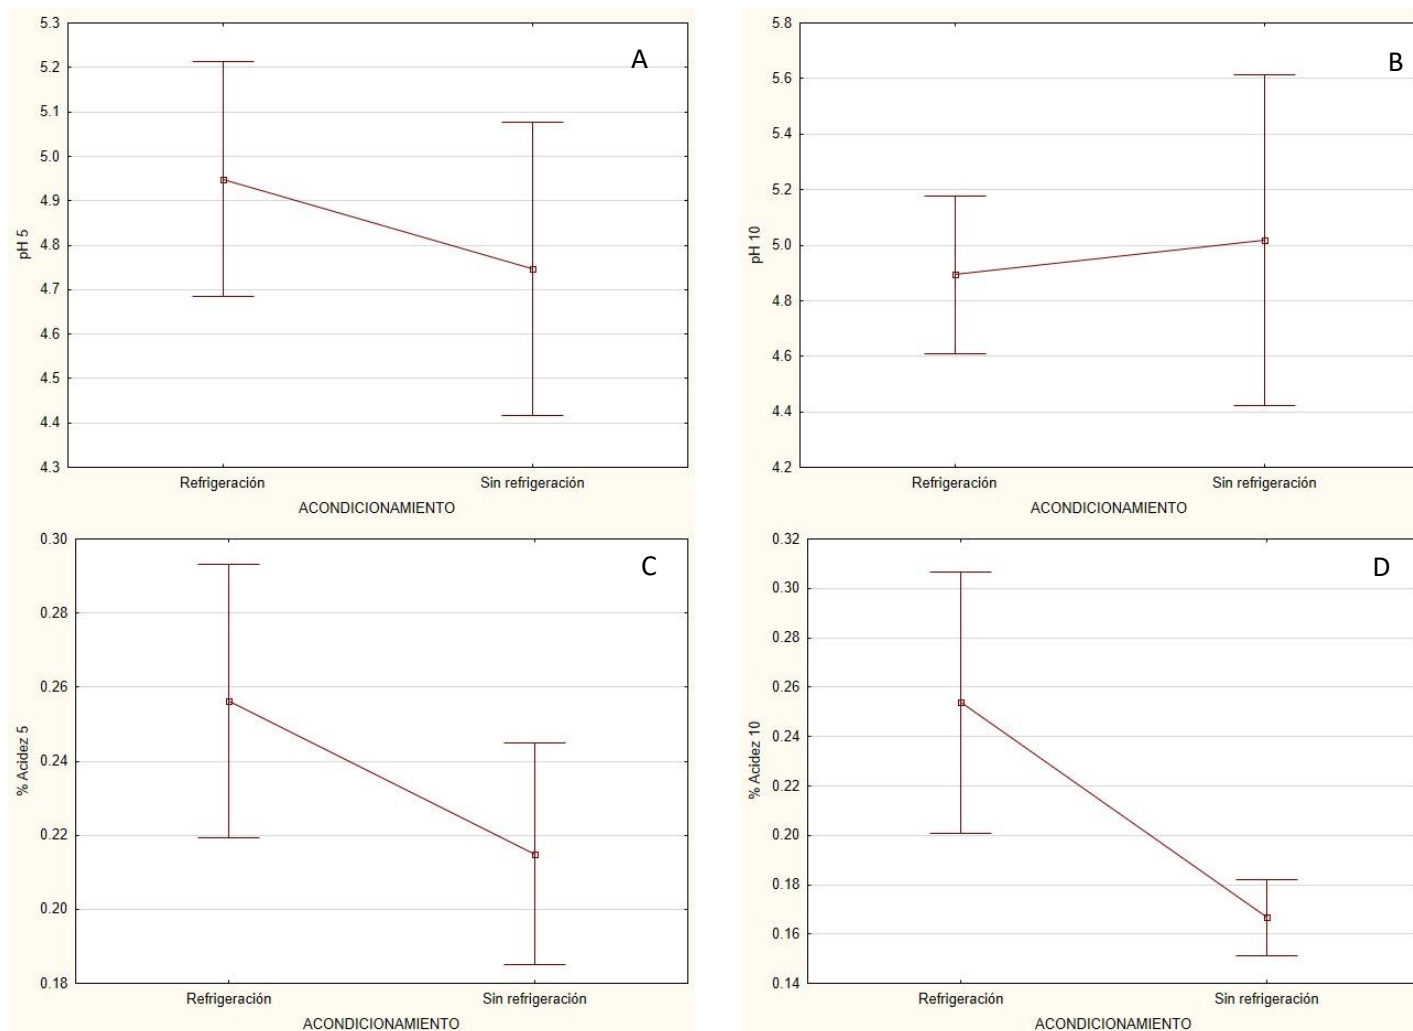 A
5.3
5.2
5.1
5.0
4.9
4.8
4.7
4.6
4.5
4.4
4.3
pH 5
Refrigeración Sin refrigeración
ACONDICIONAMIENTO
B
5.8
5.6
5.4
5.2
5.0
4.8
4.6
4.4
4.2
pH 10
Refrigeración Sin refrigeración
ACONDICIONAMIENTO
C
0.30
0.28
0.26
0.24
0.22
0.20
0.18
% Acidez 5
Refrigeración Sin refrigeración
ACONDICIONAMIENTO
D
0.32
0.30
0.28
0.26
0.24
0.22
0.20
0.18
0.16
0.14
% Acidez 10
Refrigeración Sin refrigeración
ACONDICIONAMIENTO